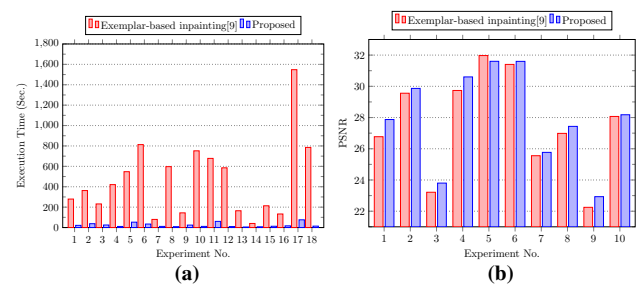 Exemplar-based inpainting[9] Proposed
Execution Time (Sec.)
1,800
1,600
1,400
1,200
1,000
800
600
400
200
0
1 2 3 4 5 6 7 8 9 10 11 12 13 14 15 16 17 18
Experiment No.
(a)
Exemplar-based inpainting[9] Proposed
PSNR
32
30
28
26
24
22
1 2 3 4 5 6 7 8 9 10
Experiment No.
(b)